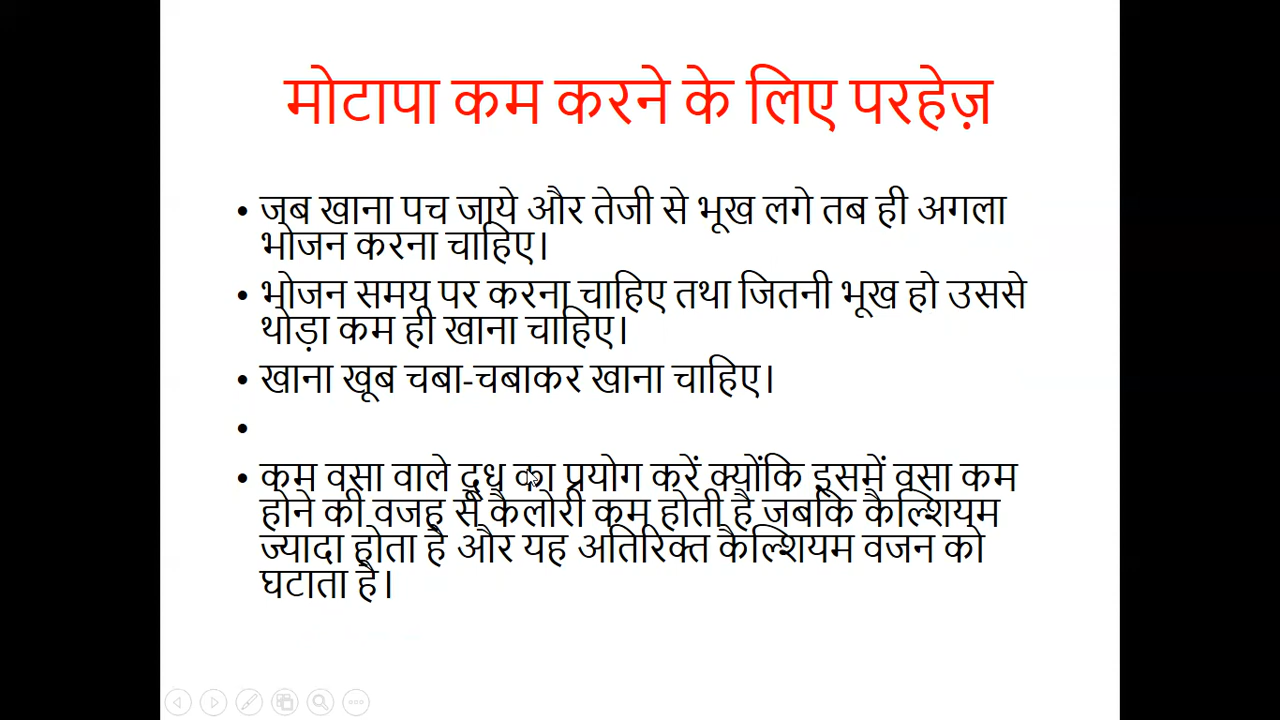 मोटापा कम करने के लिए परहेज़
• जब खाना पच जाये और तेजी से भूख लगे तब ही अगला
भोजन करना चाहिए।
• भोजन समय पर करना चाहिए तथा जितनी भूख हो उससे
थोड़ा कम ही खाना चाहिए।
• खाना खूब चबा-चबाकर खाना चाहिए।
•
• कम वसा वाले दूध का प्रयोग करें क्योंकि इसमें वसा कम
होने की वजह से कैलोरी कम होती है जबकि कैल्शियम
ज्यादा होता है और यह अतिरिक्त कैल्शियम वजन को
घटाता है।